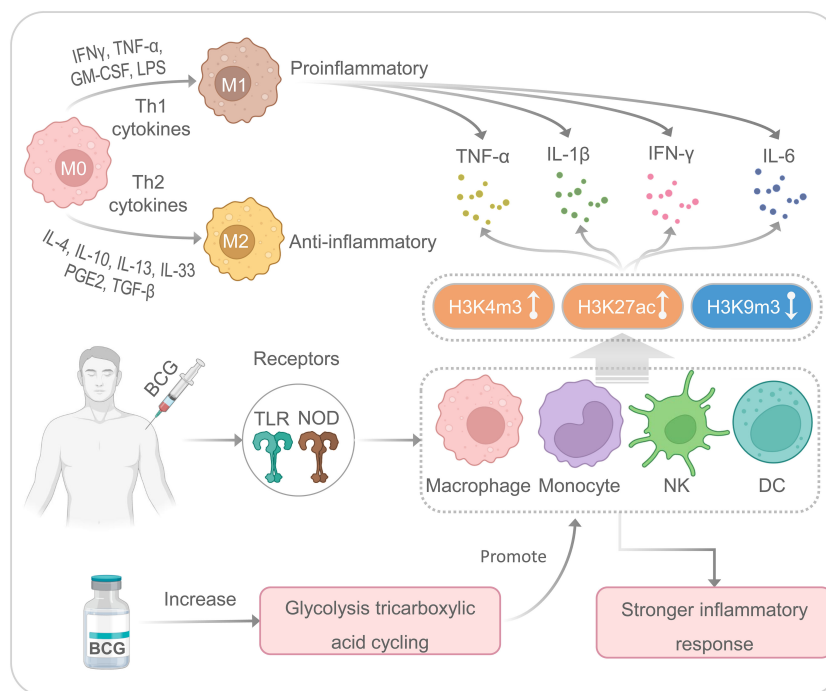 IFNγ, TNF-α,
GM-CSF, LPS
M1
Proinflammatory
Th1
cytokines
M0
Th2
cytokines
M2
Anti-inflammatory
IL-4, IL-10, IL-13, IL-33
PGE2, TGF-β
TNF-α
IL-1β
IFN-γ
IL-6
H3K4m3
H3K27ac
H3K9m3
BCG
Receptors
TLR
NOD
Macrophage
Monocyte
NK
DC
Promote
BCG
Increase
Glycolysis tricarboxylic
acid cycling
Stronger inflammatory
response